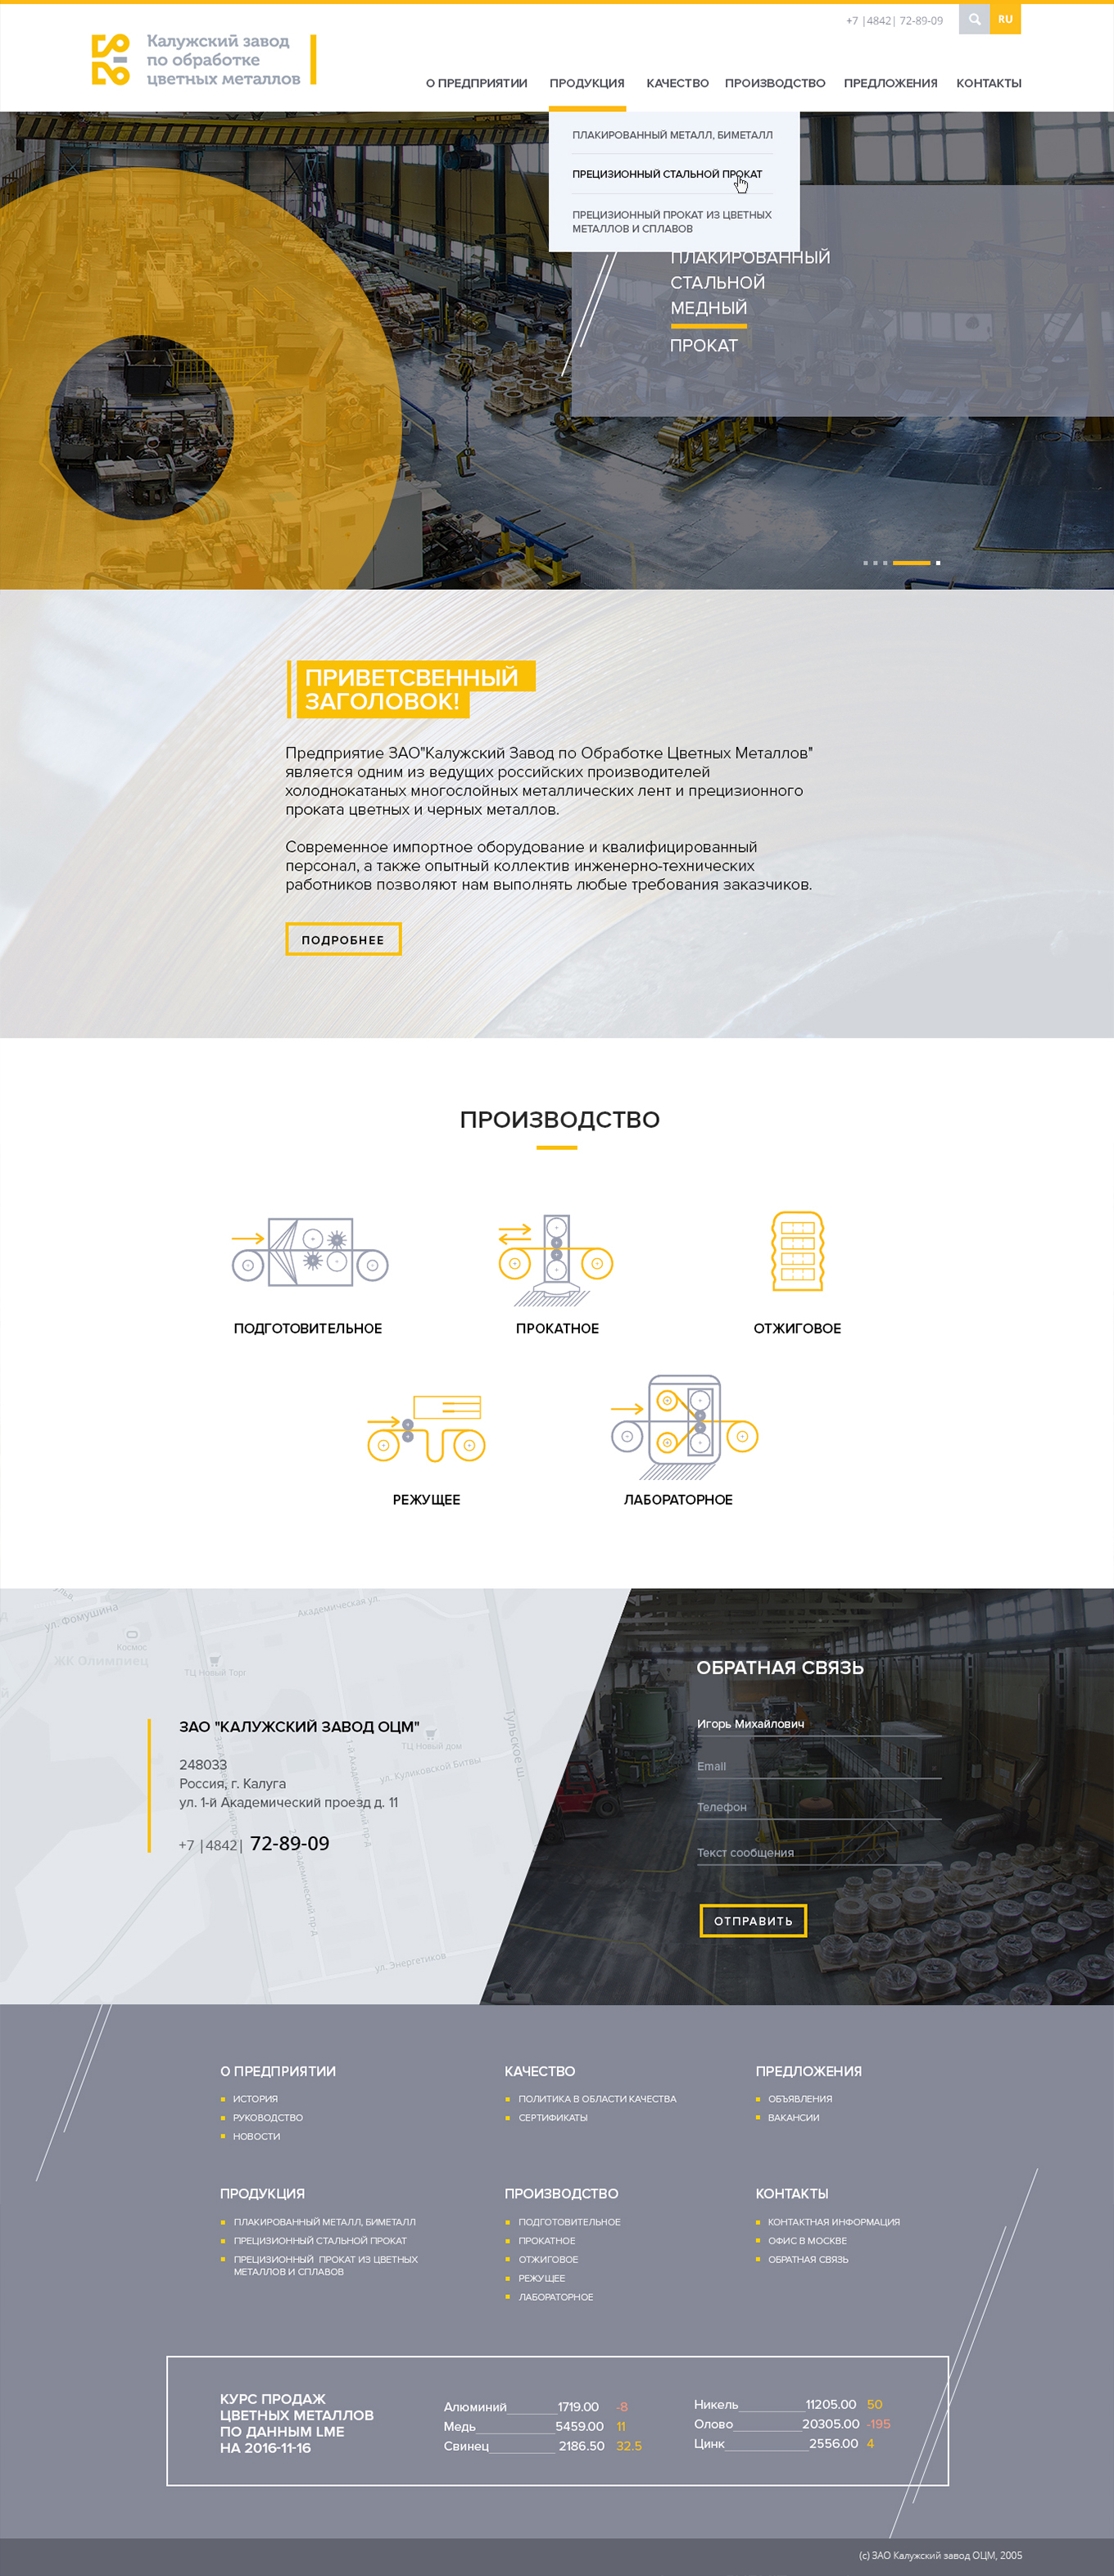 +7 |4842| 72-89-09
RU
Калужский завод
по обработке
цветных металлов
О ПРЕДПРИЯТИИ ПРОДУКЦИЯ КАЧЕСТВО ПРОИЗВОДСТВО ПРЕДЛОЖЕНИЯ КОНТАКТЫ
ПЛАКИРОВАННЫЙ МЕТАЛЛ, БИМЕТАЛЛ
ПРЕЦИЗИОННЫЙ СТАЛЬНОЙ ПРОКАТ
ПРЕЦИЗИОННЫЙ ПРОКАТ ИЗ ЦВЕТНЫХ
МЕТАЛЛОВ И СПЛАВОВ
ПЛАКИРОВАННЫЙ
СТАЛЬНОЙ
МЕДНЫЙ
ПРОКАТ
ПРИВЕТСВЕННЫЙ
ЗАГОЛОВОК!
Предприятие ЗАО"Калужский Завод по Обработке Цветных Металлов"
является одним из ведущих российских производителей
холоднокатаных многослойных металлических лент и прецизионного
проката цветных и черных металлов.
Современное импортное оборудование и квалифицированный
персонал, а также опытный коллектив инженерно-технических
работников позволяют нам выполнять любые требования заказчиков.
ПОДРОБНЕЕ
ПРОИЗВОДСТВО
ПОДГОТОВИТЕЛЬНОЕ
ПРОКАТНОЕ
ОТЖИГОВОЕ
РЕЖУЩЕЕ
ЛАБОРАТОРНОЕ
ул. Фомушина
Академическая ул.
Космос
ЖК Олимпиец
ТЦ Новый Торг
Тульское ш.
ТЦ Новый дом
ул. Куликовской Битвы
ул. Энергетиков
ЗАО "КАЛУЖСКИЙ ЗАВОД ОЦМ"
248033
Россия, г. Калуга
ул. 1-й Академический проезд д. 11
+7 |4842| 72-89-09
ОБРАТНАЯ СВЯЗЬ
Игорь Михайлович
Email
Телефон
Текст сообщения
ОТПРАВИТЬ
О ПРЕДПРИЯТИИ
ИСТОРИЯ
РУКОВОДСТВО
НОВОСТИ
КАЧЕСТВО
ПОЛИТИКА В ОБЛАСТИ КАЧЕСТВА
СЕРТИФИКАТЫ
ПРЕДЛОЖЕНИЯ
ОБЪЯВЛЕНИЯ
ВАКАНСИИ
ПРОДУКЦИЯ
ПЛАКИРОВАННЫЙ МЕТАЛЛ, БИМЕТАЛЛ
ПРЕЦИЗИОННЫЙ СТАЛЬНОЙ ПРОКАТ
ПРЕЦИЗИОННЫЙ ПРОКАТ ИЗ ЦВЕТНЫХ
МЕТАЛЛОВ И СПЛАВОВ
ПРОИЗВОДСТВО
ПОДГОТОВИТЕЛЬНОЕ
ПРОКАТНОЕ
ОТЖИГОВОЕ
РЕЖУЩЕЕ
ЛАБОРАТОРНОЕ
КОНТАКТЫ
КОНТАКТНАЯ ИНФОРМАЦИЯ
ОФИС В МОСКВЕ
ОБРАТНАЯ СВЯЗЬ
КУРС ПРОДАЖ
ЦВЕТНЫХ МЕТАЛЛОВ
ПО ДАННЫМ LME
НА 2016-11-16
Алюминий 1719.00 -8
Медь 5459.00 11
Свинец 2186.50 32.5
Никель 11205.00 50
Олово 20305.00 -195
Цинк 2556.00 4
(с) ЗАО Калужский завод ОЦМ, 2005